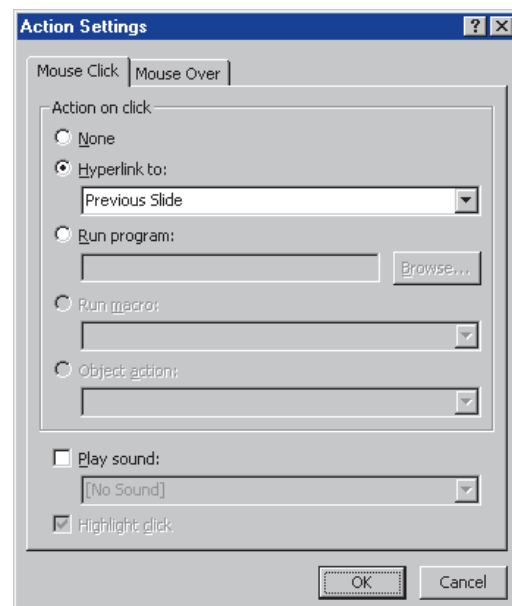 Action Settings
Mouse Click Mouse Over
Action on click
None
Hyperlink to:
Previous Slide
Run program:
Browse...
Run macro:
Object action:
Play sound:
[No Sound]
Highlight click
OK Cancel